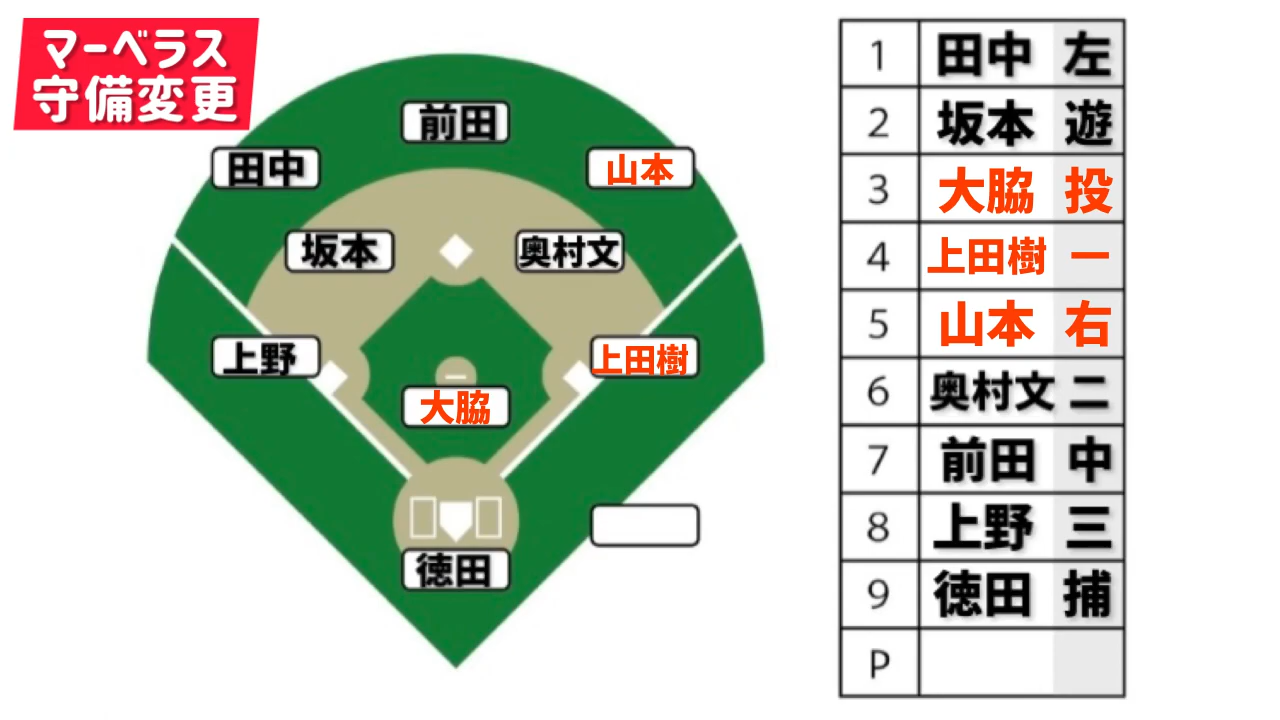 マーベラス
守備変更
前田
田中
山本
坂本
奥村文
上野
上田樹
大脇
徳田
1 田中 左
2 坂本 遊
3 大脇 投
4 上田樹 一
5 山本 右
6 奥村文 二
7 前田 中
8 上野 三
9 徳田 捕
P